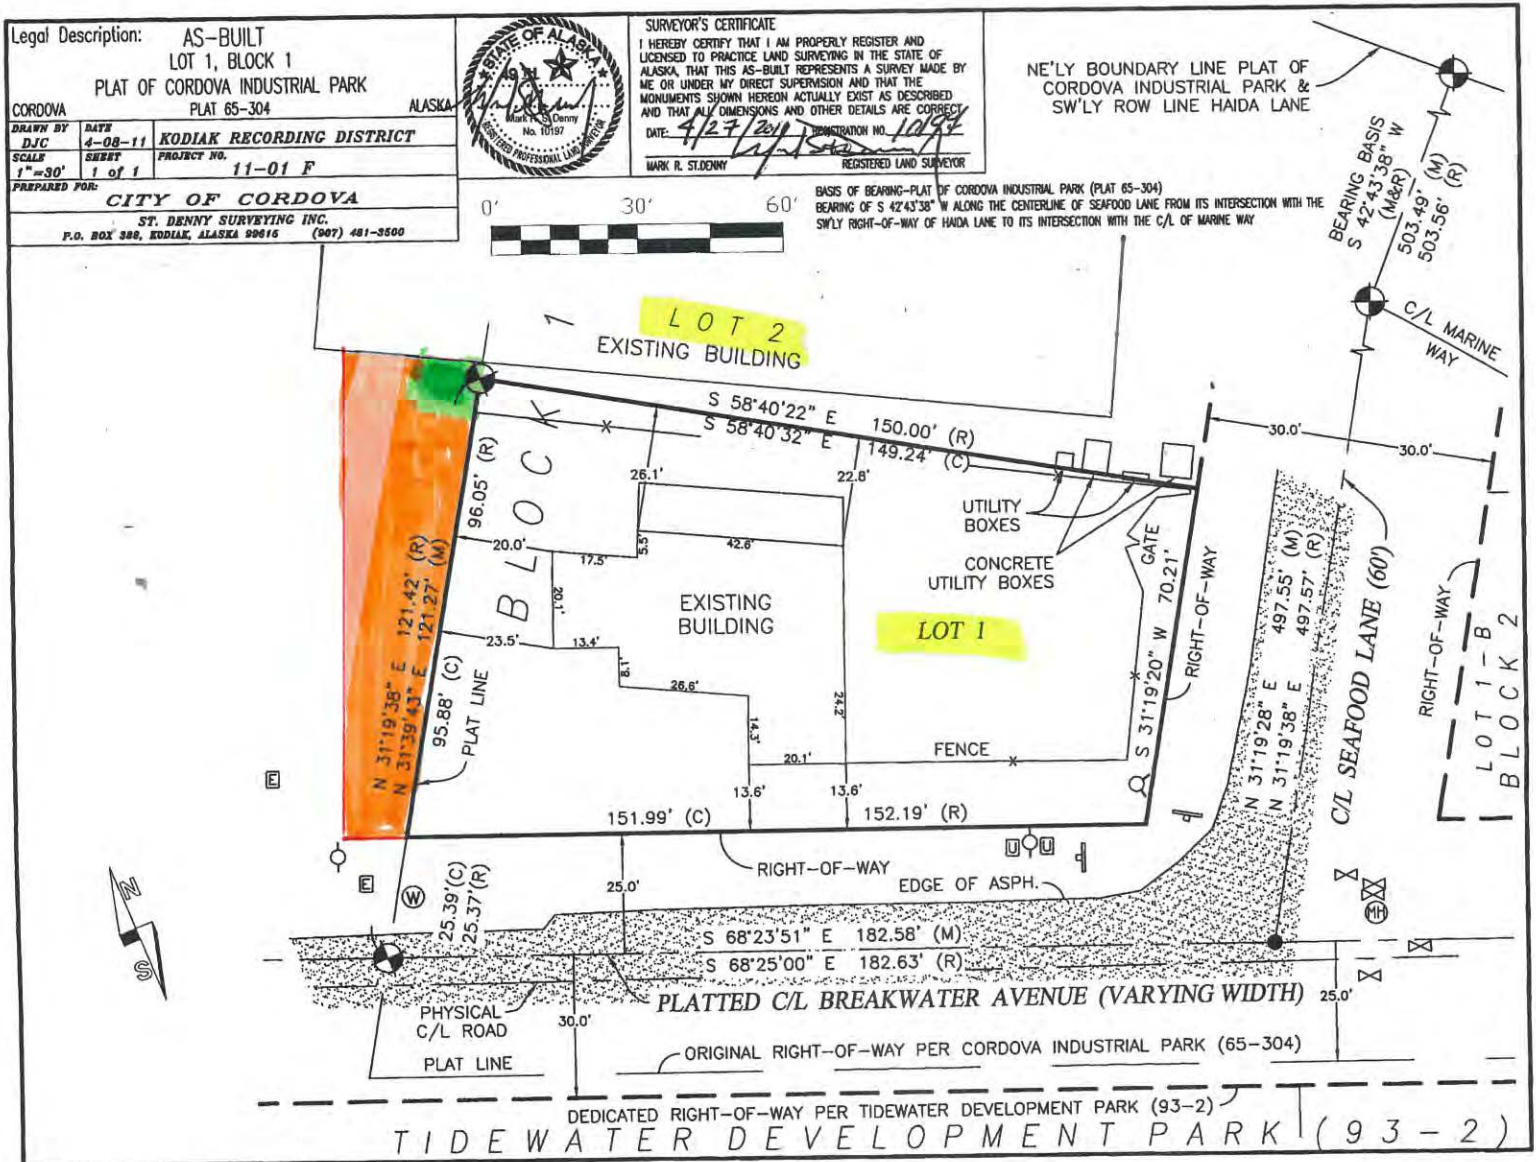 Legal Description:
AS-BUILT
LOT 1, BLOCK 1
PLAT OF CORDOVA INDUSTRIAL PARK
CORDOVA PLAT 65-304 ALASKA
DRAWN BY DJC
DATE 4-08-11
KODIAK RECORDING DISTRICT
SCALE 1"=30'
SHEET 1 of 1
PROJECT NO. 11-01 F
PREPARED FOR:
CITY OF CORDOVA
ST. DENNY SURVEYING INC.
P.O. BOX 388, KODIAK, ALASKA 99615 (907) 481-3500
STATE OF ALASKA
49
Mark R. S. Denny
No. 10197
REGISTERED PROFESSIONAL LAND SURVEYOR
SURVEYOR'S CERTIFICATE
I HEREBY CERTIFY THAT I AM PROPERLY REGISTER AND
LICENSED TO PRACTICE LAND SURVEYING IN THE STATE OF
ALASKA, THAT THIS AS-BUILT REPRESENTS A SURVEY MADE BY
ME OR UNDER MY DIRECT SUPERVISION AND THAT THE
MONUMENTS SHOWN HEREON ACTUALLY EXIST AS DESCRIBED
AND THAT ALL DIMENSIONS AND OTHER DETAILS ARE CORRECT
DATE: 4/27/2011 REGISTRATION NO. 10197
MARK R. ST.DENNY REGISTERED LAND SURVEYOR
NE'LY BOUNDARY LINE PLAT OF
CORDOVA INDUSTRIAL PARK &
SW'LY ROW LINE HAIDA LANE
BASIS OF BEARING-PLAT OF CORDOVA INDUSTRIAL PARK (PLAT 65-304)
BEARING OF S 42°43'38" W ALONG THE CENTERLINE OF SEAFOOD LANE FROM ITS INTERSECTION WITH THE
SW'LY RIGHT-OF-WAY OF HAIDA LANE TO ITS INTERSECTION WITH THE C/L OF MARINE WAY
0' 30' 60'
BEARING BASIS
S 42°43'38" W
(M&R)
503.49' (M)
503.56' (R)
C/L MARINE
WAY
1
LOT 2
EXISTING BUILDING
S 58°40'22" E 150.00' (R)
S 58°40'32" E 149.24' (C)
30.0'
30.0'
96.05' (R)
BLOCK
26.1'
22.8'
UTILITY
BOXES
CONCRETE
UTILITY BOXES
GATE
20.0'
17.5'
5.5'
42.6'
20.1'
EXISTING
BUILDING
LOT 1
23.5'
13.4'
8.1'
26.6'
14.3'
24.2'
20.1'
FENCE
13.6'
13.6'
N 31°19'38" E 121.42' (R)
N 31°39'43" E 121.27' (M)
95.88' (C)
PLAT LINE
S 31°19'20" W 70.21'
RIGHT-OF-WAY
N 31°19'28" E 497.55' (M)
N 31°19'38" E 497.57' (R)
C/L SEAFOOD LANE (60')
RIGHT-OF-WAY
LOT 1-B
BLOCK 2
E
151.99' (C)
152.19' (R)
RIGHT-OF-WAY
U U
E
W
25.39'(C)
25.37'(R)
25.0'
EDGE OF ASPH.
MH
N
S
S 68°23'51" E 182.58' (M)
S 68°25'00" E 182.63' (R)
PLATTED C/L BREAKWATER AVENUE (VARYING WIDTH)
25.0'
PHYSICAL
C/L ROAD
30.0'
PLAT LINE
ORIGINAL RIGHT-OF-WAY PER CORDOVA INDUSTRIAL PARK (65-304)
DEDICATED RIGHT-OF-WAY PER TIDEWATER DEVELOPMENT PARK (93-2)
TIDEWATER DEVELOPMENT PARK (93-2)